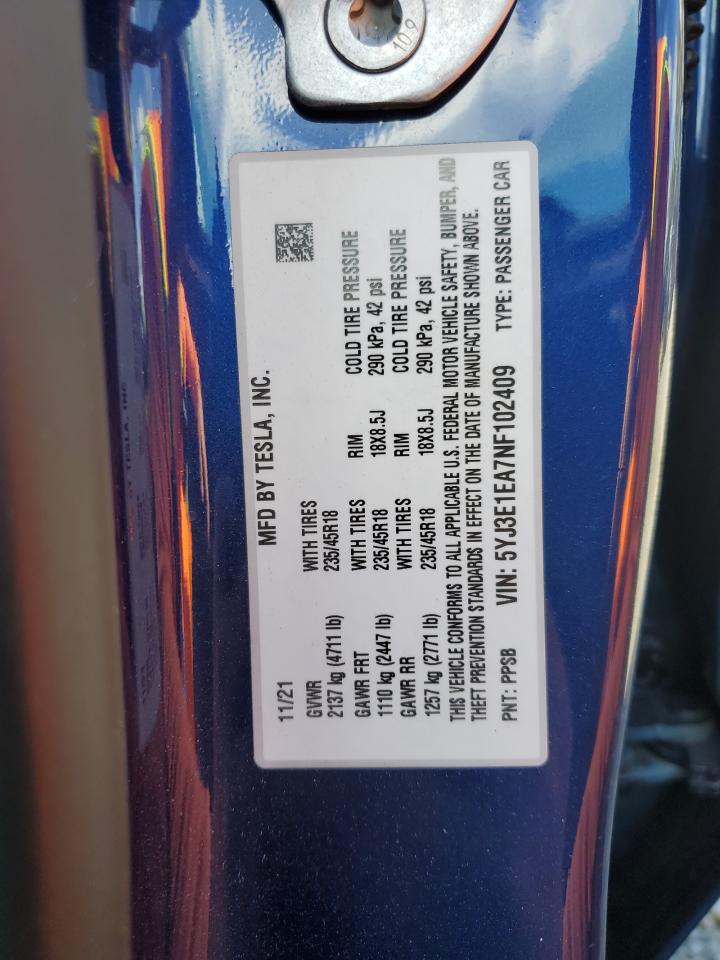 10.9
MFD BY TESLA, INC.
11/21
GVWR WITH TIRES
2137 kg (4711 lb) 235/45R18
GAWR FRT WITH TIRES RIM COLD TIRE PRESSURE
1110 kg (2447 lb) 235/45R18 18X8.5J 290 kPa, 42 psi
GAWR RR WITH TIRES RIM COLD TIRE PRESSURE
1257 kg (2771 lb) 235/45R18 18X8.5J 290 kPa, 42 psi
THIS VEHICLE CONFORMS TO ALL APPLICABLE U.S. FEDERAL MOTOR VEHICLE SAFETY, BUMPER, AND
THEFT PREVENTION STANDARDS IN EFFECT ON THE DATE OF MANUFACTURE SHOWN ABOVE.
PNT: PPSB VIN: 5YJ3E1EA7NF102409 TYPE: PASSENGER CAR